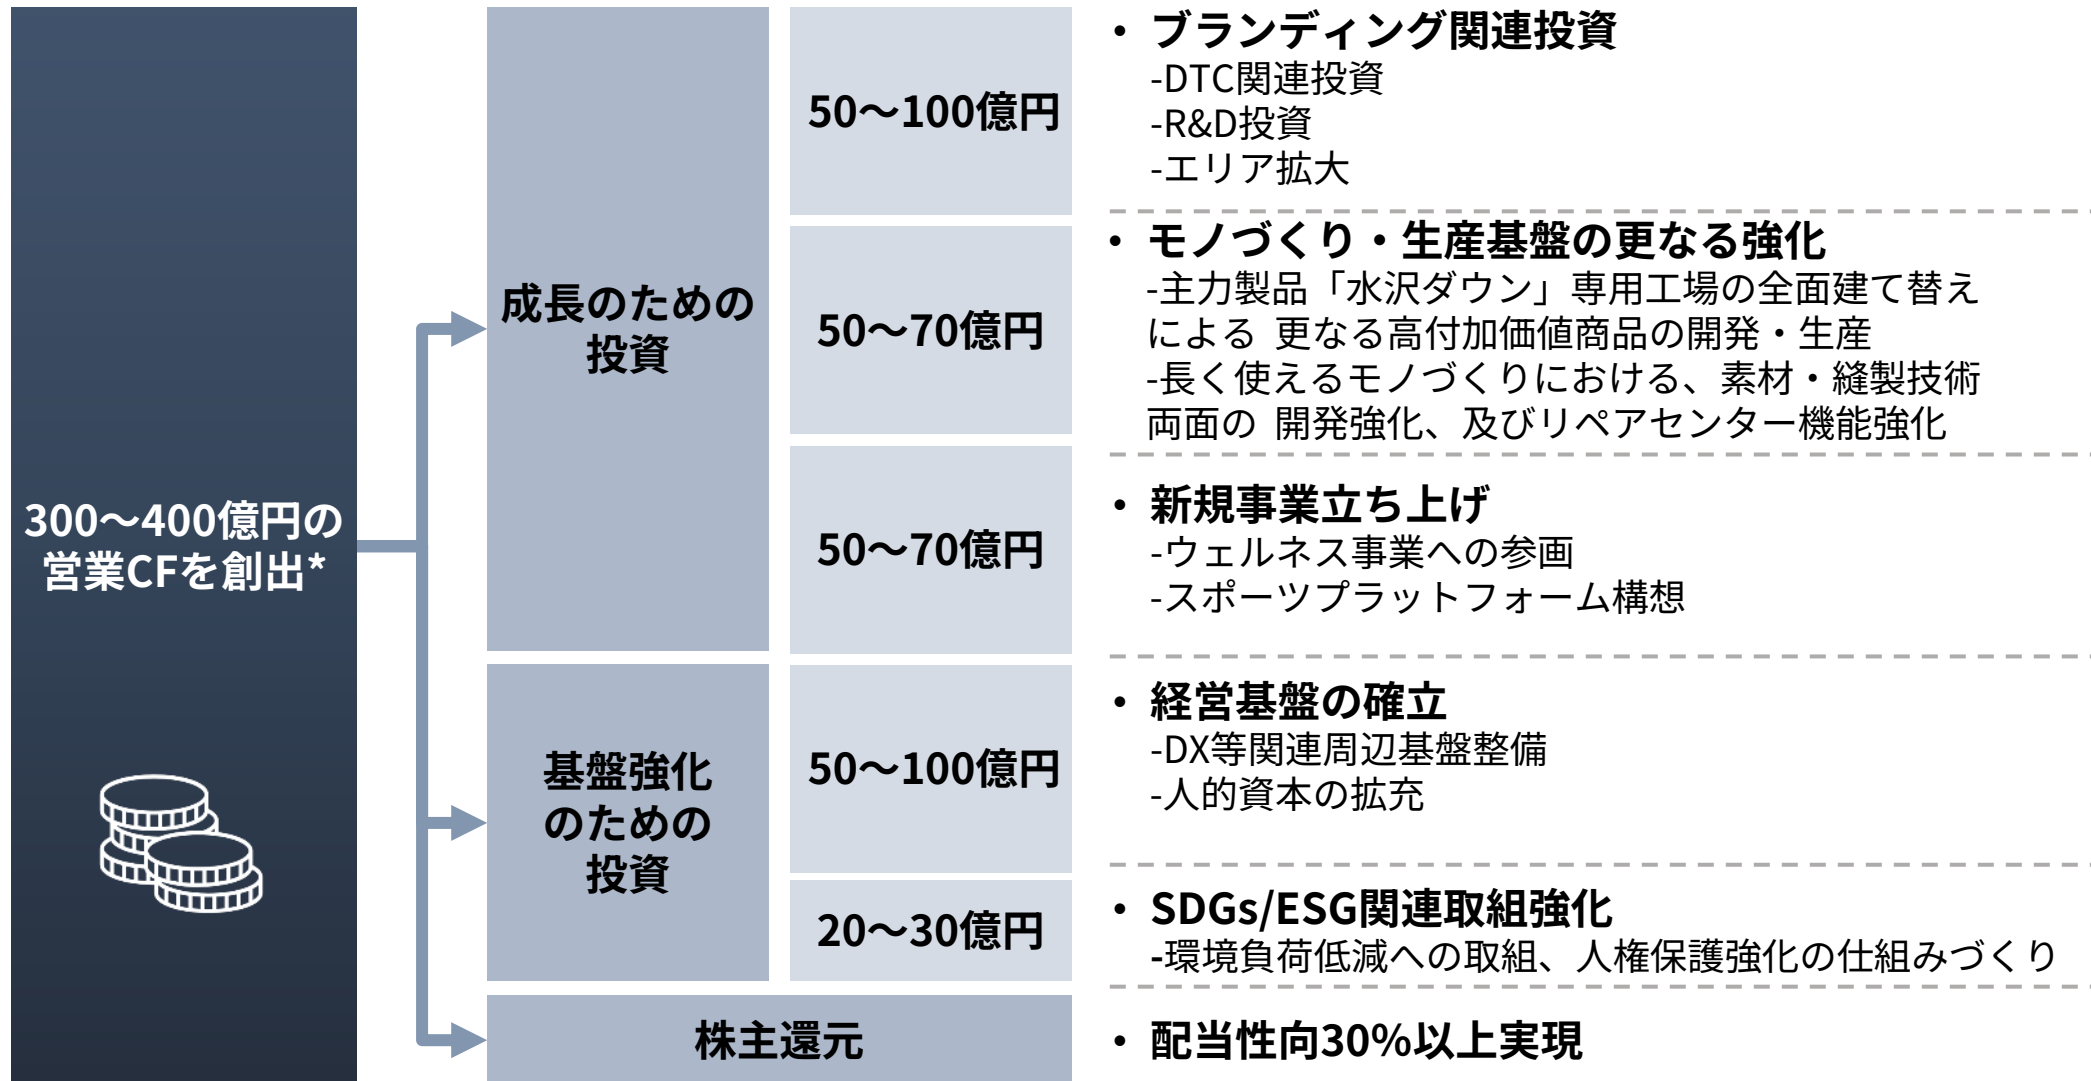 300～400億円の
営業CFを創出*
成長のための
投資
50～100億円
・ブランディング関連投資
-DTC関連投資
-R&D投資
-エリア拡大
50～70億円
・モノづくり・生産基盤の更なる強化
-主力製品「水沢ダウン」専用工場の全面建て替え
による 更なる高付加価値商品の開発・生産
-長く使えるモノづくりにおける、素材・縫製技術
両面の 開発強化、及びリペアセンター機能強化
50～70億円
・新規事業立ち上げ
-ウェルネス事業への参画
-スポーツプラットフォーム構想
基盤強化
のための
投資
50～100億円
・経営基盤の確立
-DX等関連周辺基盤整備
-人的資本の拡充
20～30億円
・SDGs/ESG関連取組強化
-環境負荷低減への取組、人権保護強化の仕組みづくり
株主還元
・配当性向30%以上実現